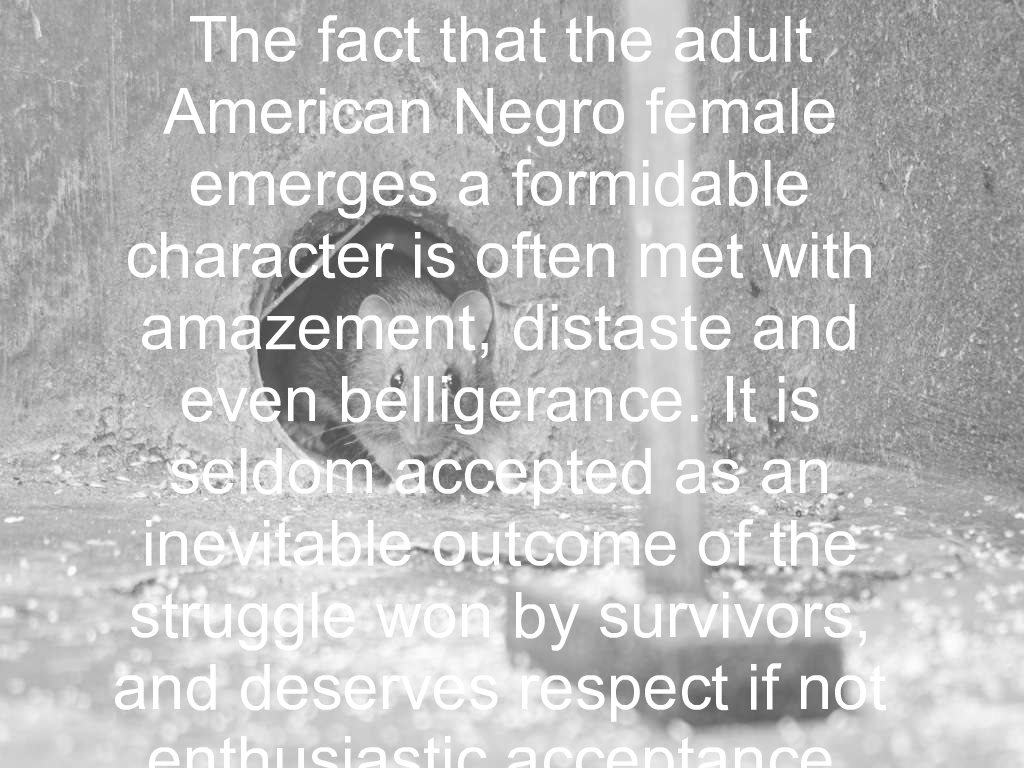 The fact that the adult
American Negro female
emerges a formidable
character is often met with
amazement, distaste and
even belligerance. It is
seldom accepted as an
inevitable outcome of the
struggle won by survivors,
and deserves respect if not
enthusiastic acceptance.